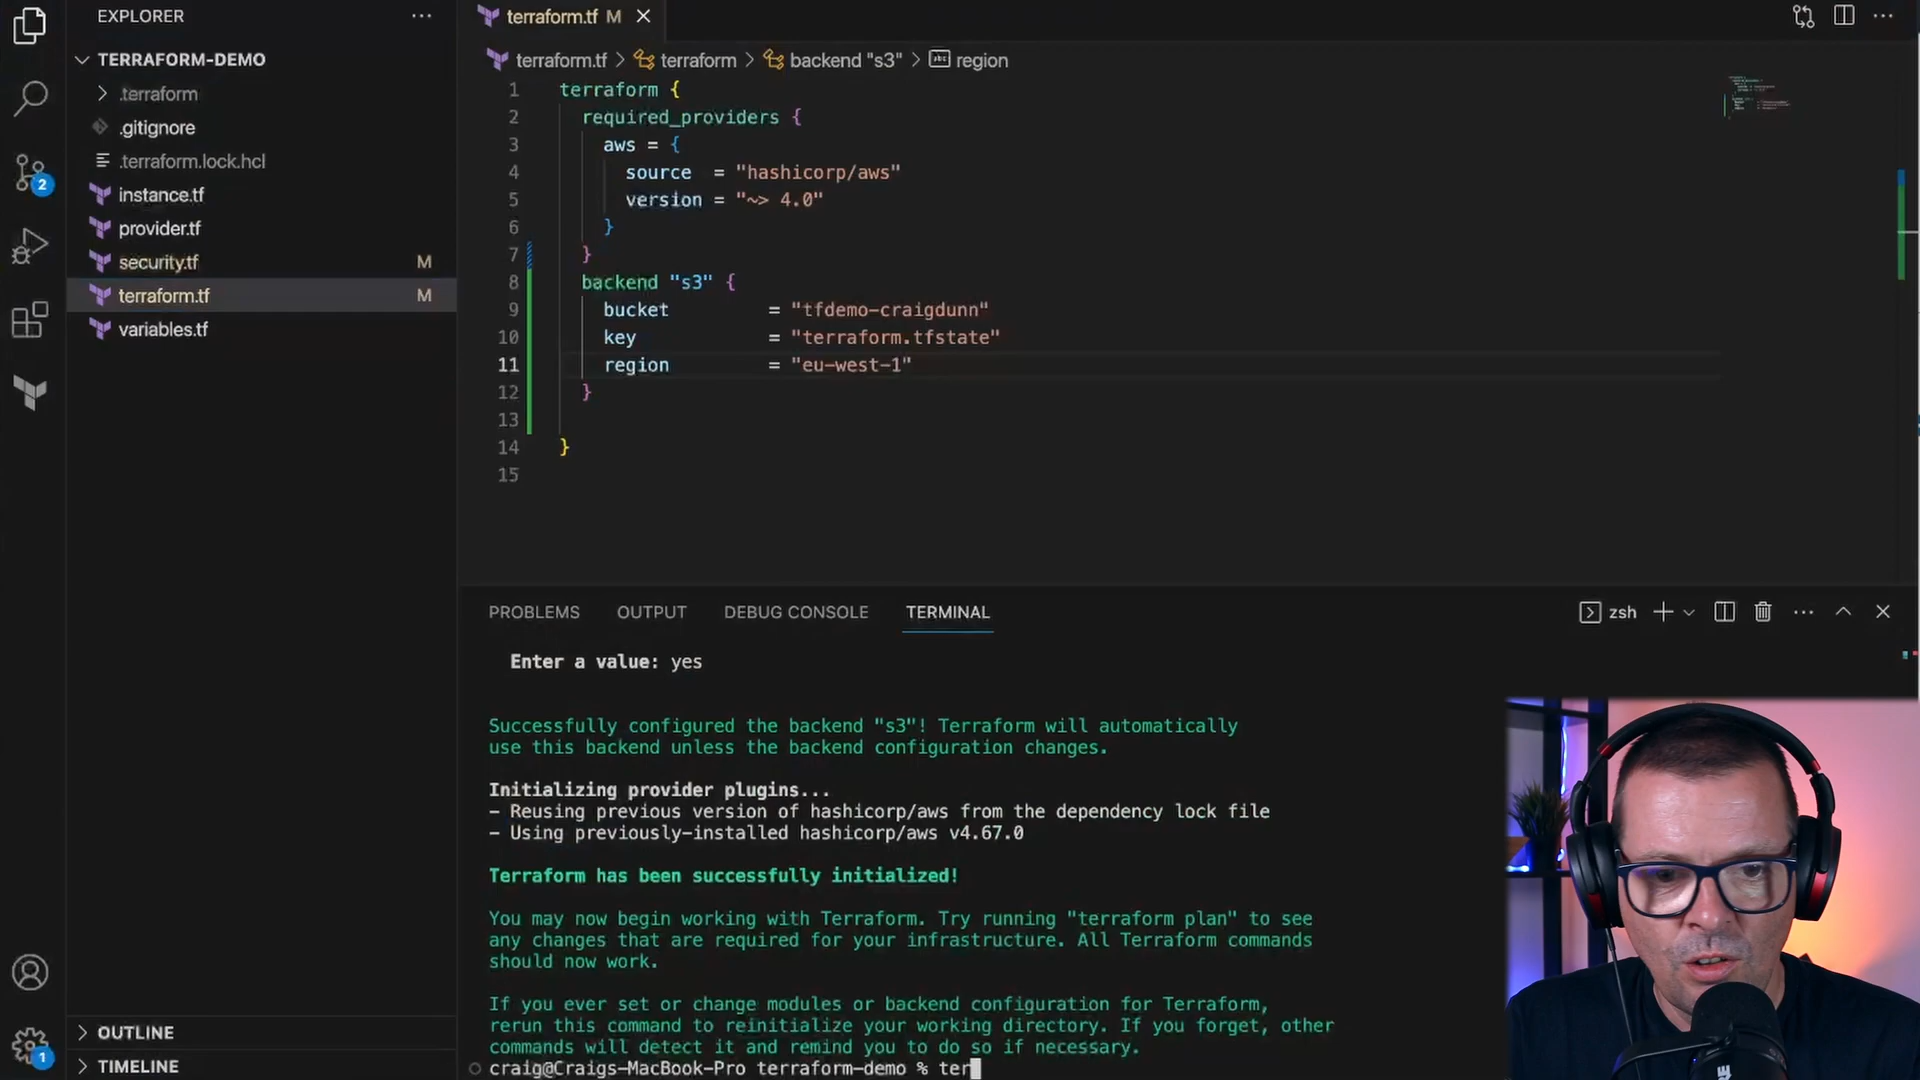 EXPLORER
TERRAFORM-DEMO
.terraform
.gitignore
.terraform.lock.hcl
instance.tf
provider.tf
security.tf M
terraform.tf M
variables.tf
OUTLINE
TIMELINE
2
1
terraform.tf M
terraform.tf > terraform > backend "s3" > region
1 terraform {
2 required_providers {
3 aws = {
4 source = "hashicorp/aws"
5 version = "~> 4.0"
6 }
7 }
8 backend "s3" {
9 bucket = "tfdemo-craigdunn"
10 key = "terraform.tfstate"
11 region = "eu-west-1"
12 }
13
14 }
15
PROBLEMS OUTPUT DEBUG CONSOLE TERMINAL
zsh
Enter a value: yes
Successfully configured the backend "s3"! Terraform will automatically
use this backend unless the backend configuration changes.
Initializing provider plugins...
- Reusing previous version of hashicorp/aws from the dependency lock file
- Using previously-installed hashicorp/aws v4.67.0
Terraform has been successfully initialized!
You may now begin working with Terraform. Try running "terraform plan" to see
any changes that are required for your infrastructure. All Terraform commands
should now work.
If you ever set or change modules or backend configuration for Terraform,
rerun this command to reinitialize your working directory. If you forget, other
commands will detect it and remind you to do so if necessary.
craig@Craigs-MacBook-Pro terraform-demo % ter